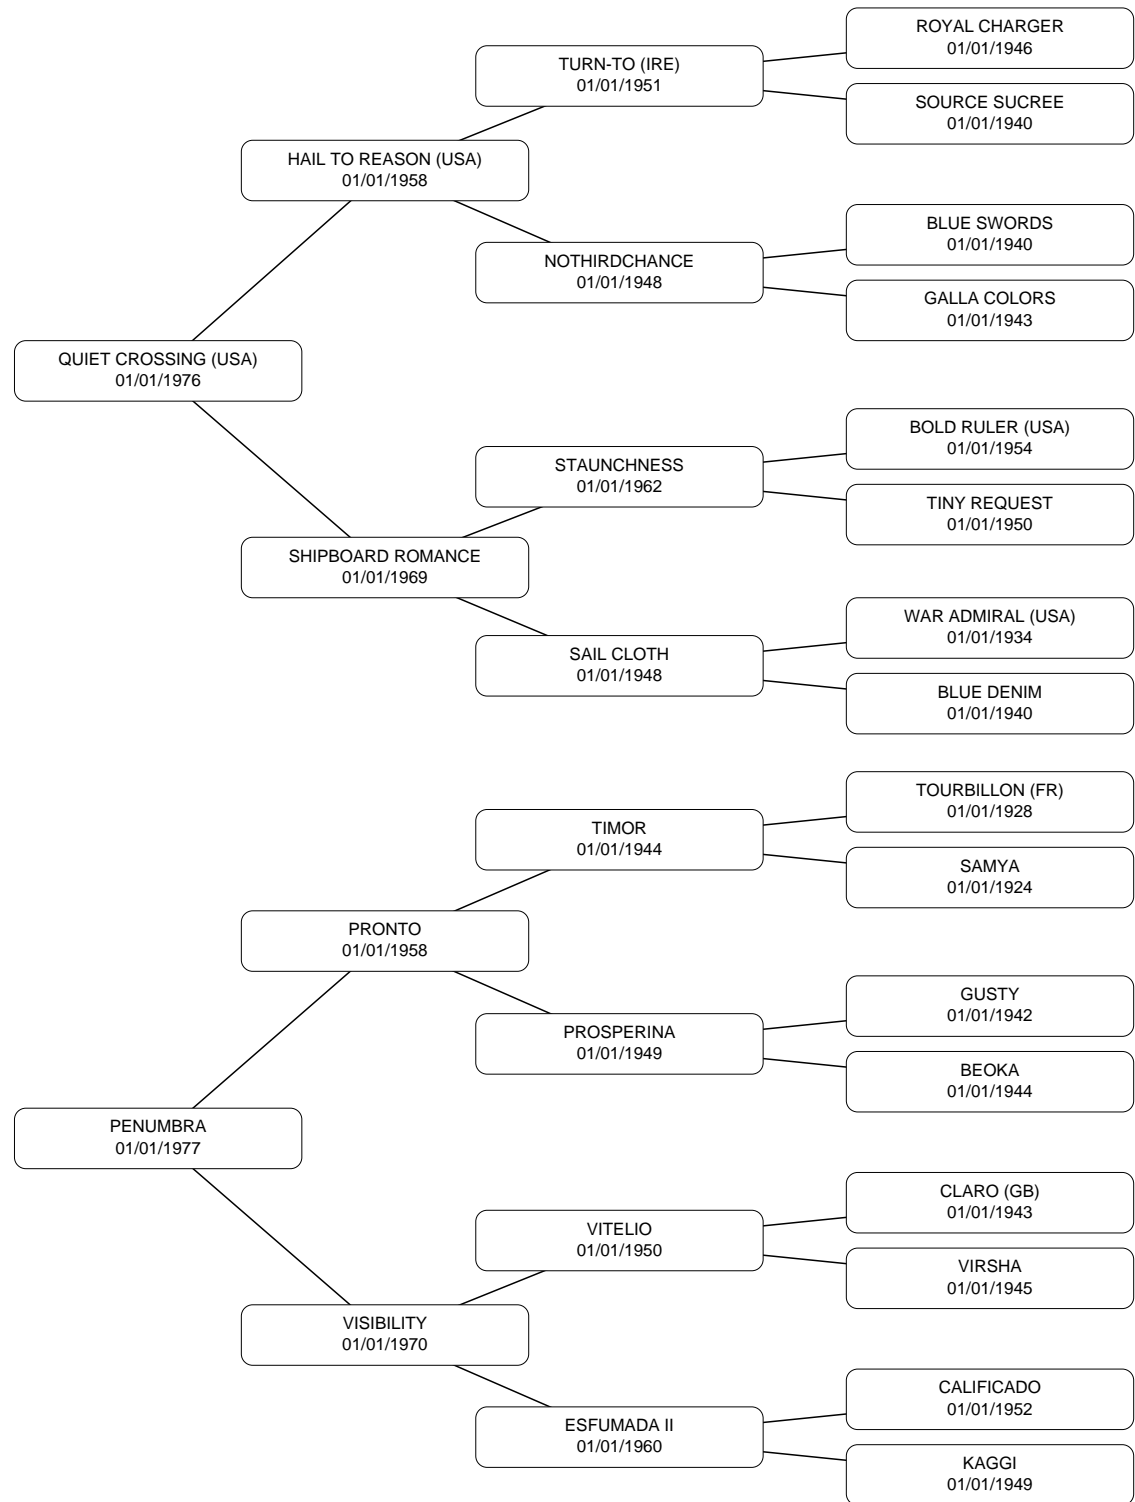 ROYAL CHARGER
01/01/1946
TURN-TO (IRE)
01/01/1951
SOURCE SUCREE
01/01/1940
HAIL TO REASON (USA)
01/01/1958
BLUE SWORDS
01/01/1940
NOTHIRDCHANCE
01/01/1948
GALLA COLORS
01/01/1943
QUIET CROSSING (USA)
01/01/1976
BOLD RULER (USA)
01/01/1954
STAUNCHNESS
01/01/1962
TINY REQUEST
01/01/1950
SHIPBOARD ROMANCE
01/01/1969
WAR ADMIRAL (USA)
01/01/1934
SAIL CLOTH
01/01/1948
BLUE DENIM
01/01/1940
TOURBILLON (FR)
01/01/1928
TIMOR
01/01/1944
SAMYA
01/01/1924
PRONTO
01/01/1958
GUSTY
01/01/1942
PROSPERINA
01/01/1949
BEOKA
01/01/1944
PENUMBRA
01/01/1977
CLARO (GB)
01/01/1943
VITELIO
01/01/1950
VIRSHA
01/01/1945
VISIBILITY
01/01/1970
CALIFICADO
01/01/1952
ESFUMADA II
01/01/1960
KAGGI
01/01/1949